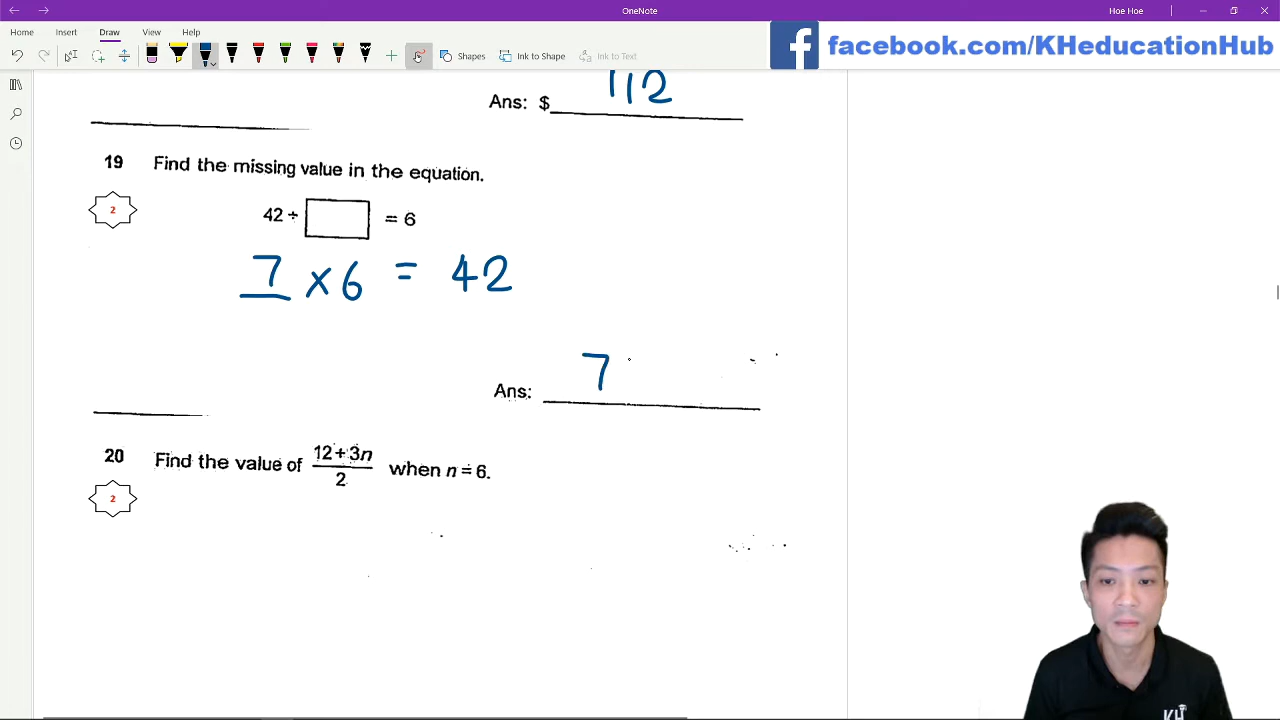 OneNote
Hoe Hoe
Home Insert Draw View Help
Shapes Ink to Shape Ink to Text
facebook.com/KHeducationHub
112
Ans: $
19 Find the missing value in the equation.
2
42 ÷ = 6
7 × 6 = 42
7
Ans:
20 Find the value of 12+3n/2 when n = 6.
2
KH